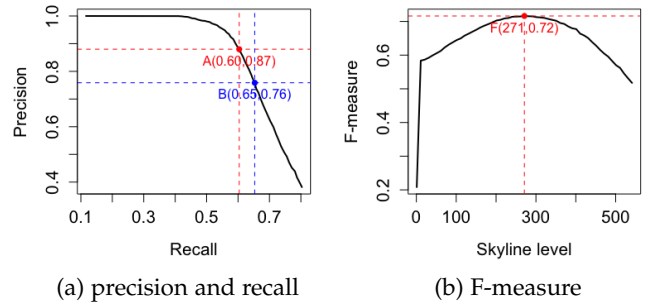 1.0
0.8
0.6
0.4
Precision
A(0.60,0.87)
B(0.65,0.76)
0.1 0.3 0.5 0.7
Recall
(a) precision and recall
0.6
0.4
0.2
F-measure
F(271,0.72)
0 100 300 500
Skyline level
(b) F-measure